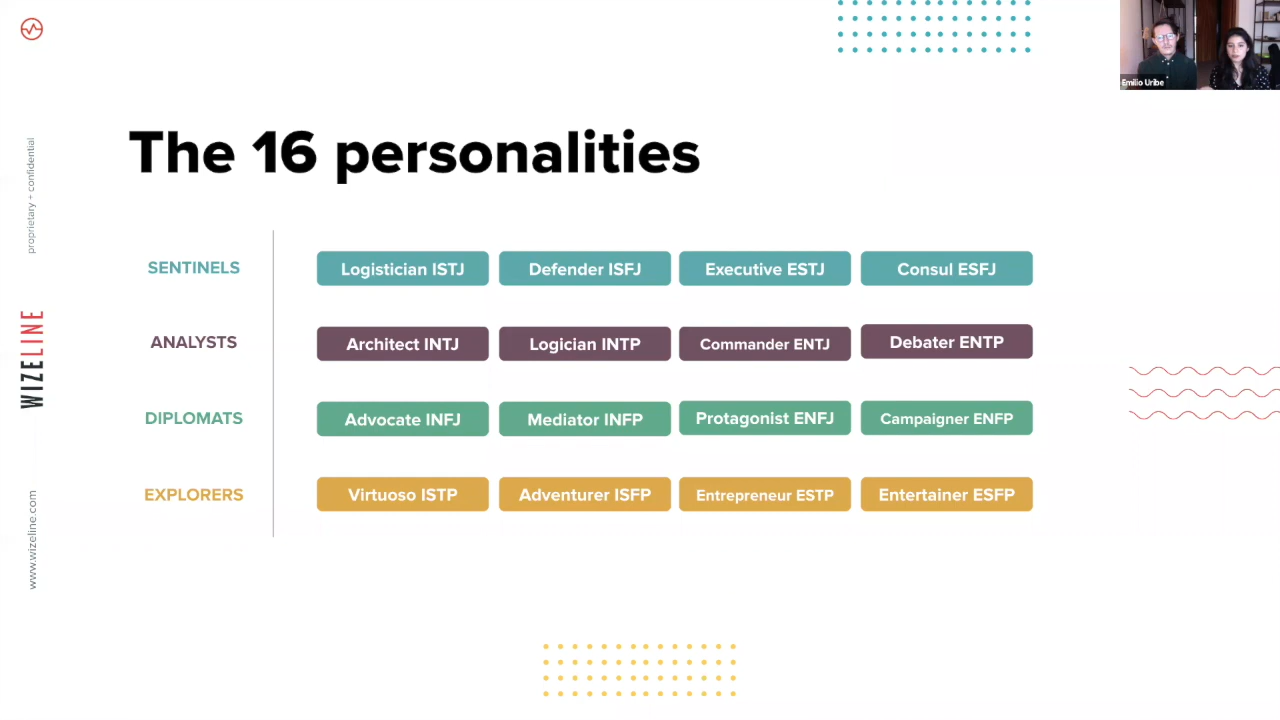 Emilio Uribe
The 16 personalities
proprietary + confidential
WIZELINE
www.wizeline.com
SENTINELS
Logistician ISTJ
Defender ISFJ
Executive ESTJ
Consul ESFJ
ANALYSTS
Architect INTJ
Logician INTP
Commander ENTJ
Debater ENTP
DIPLOMATS
Advocate INFJ
Mediator INFP
Protagonist ENFJ
Campaigner ENFP
EXPLORERS
Virtuoso ISTP
Adventurer ISFP
Entrepreneur ESTP
Entertainer ESFP